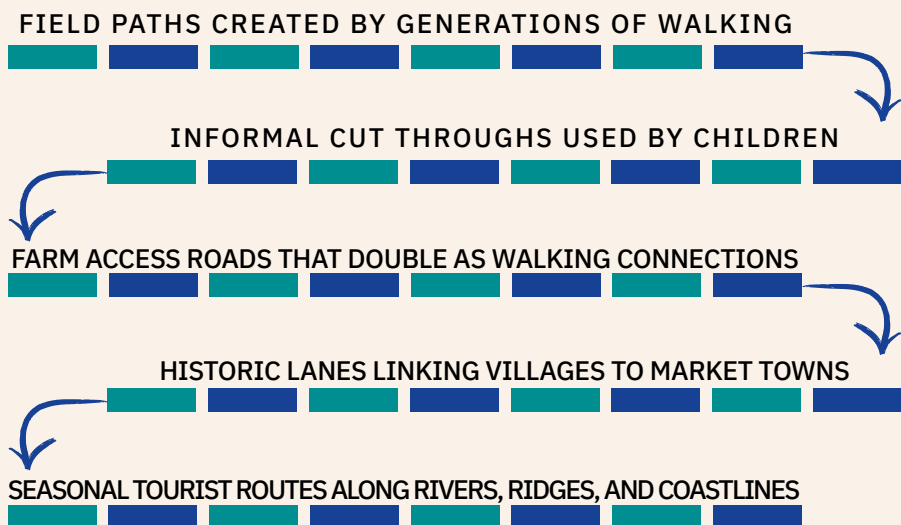 FIELD PATHS CREATED BY GENERATIONS OF WALKING
INFORMAL CUT THROUGHS USED BY CHILDREN
FARM ACCESS ROADS THAT DOUBLE AS WALKING CONNECTIONS
HISTORIC LANES LINKING VILLAGES TO MARKET TOWNS
SEASONAL TOURIST ROUTES ALONG RIVERS, RIDGES, AND COASTLINES